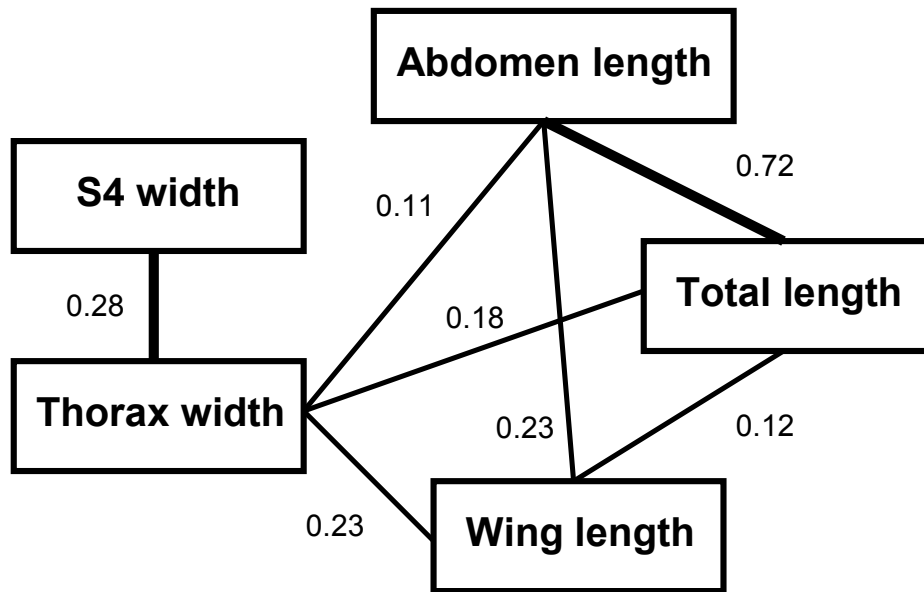 Abdomen length
S4 width
0.72
0.11
Total length
0.28
0.18
Thorax width
0.23
0.12
0.23
Wing length